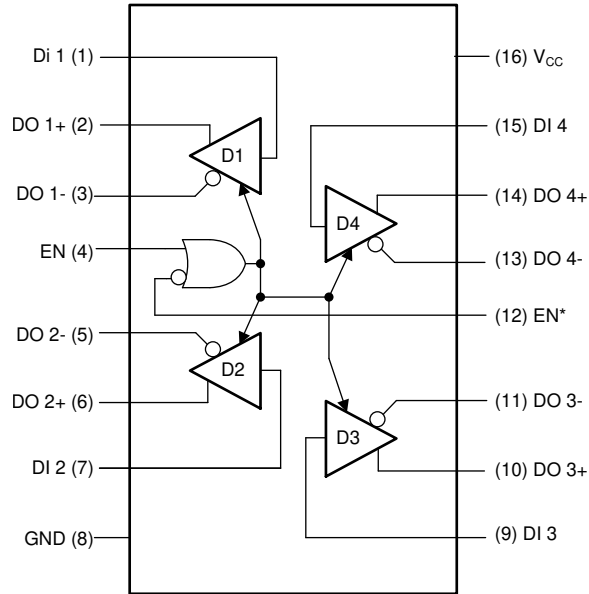 Di 1 (1)
DO 1+ (2)
DO 1- (3)
EN (4)
DO 2- (5)
DO 2+ (6)
DI 2 (7)
GND (8)
D1
D2
D4
D3
(16) VCC
(15) DI 4
(14) DO 4+
(13) DO 4-
(12) EN*
(11) DO 3-
(10) DO 3+
(9) DI 3